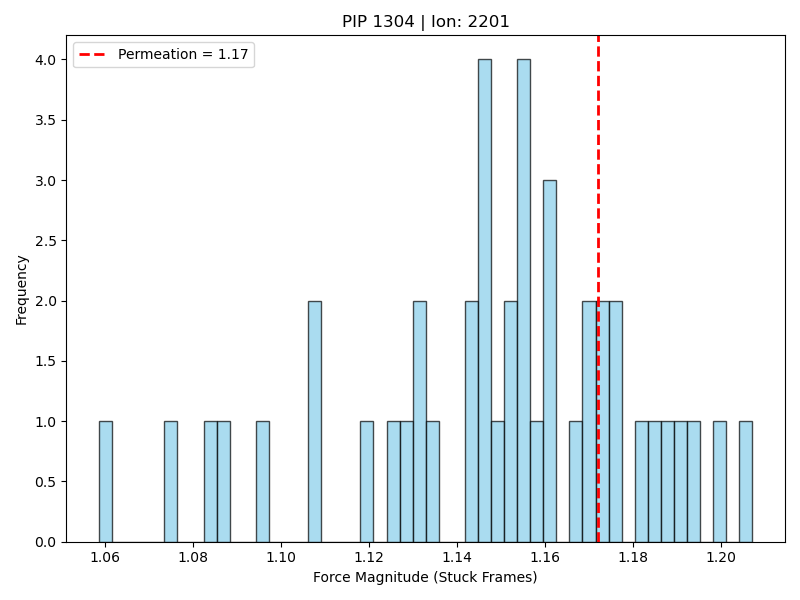 PIP 1304 | Ion: 2201
Permeation = 1.17
4.0
3.5
3.0
2.5
2.0
1.5
1.0
0.5
0.0
Frequency
1.06 1.08 1.10 1.12 1.14 1.16 1.18 1.20
Force Magnitude (Stuck Frames)